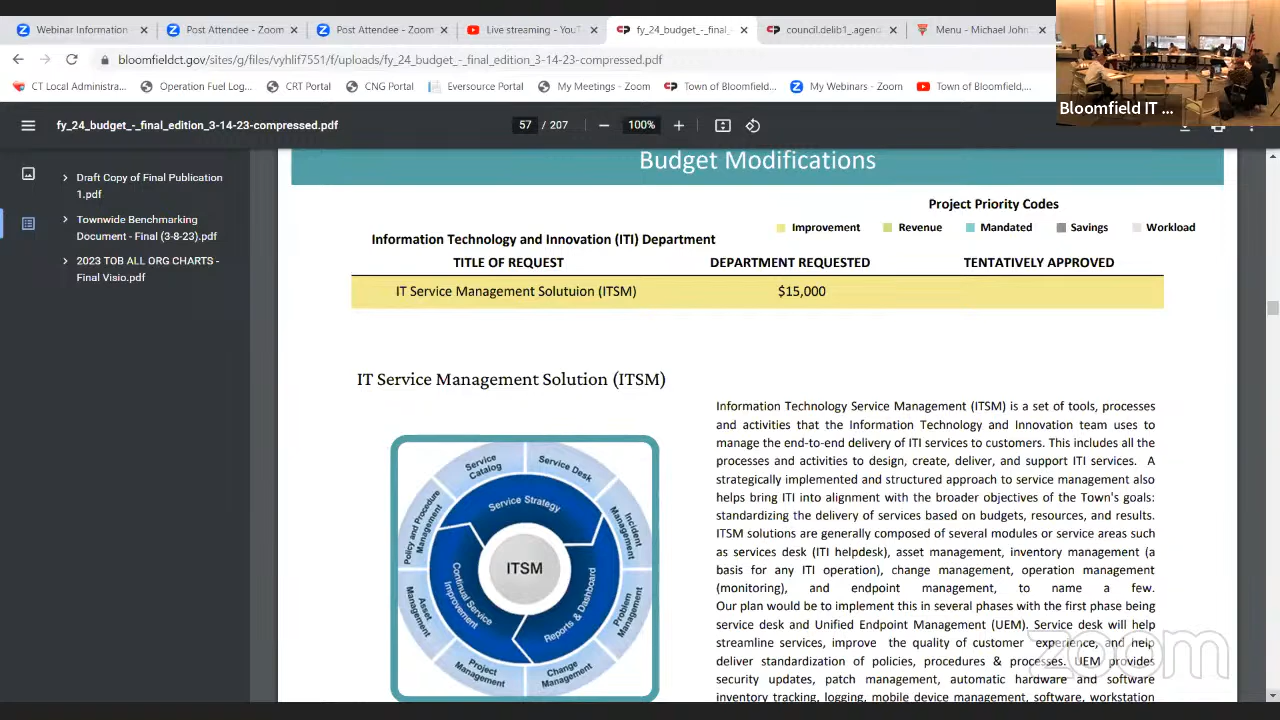 Webinar Information
Post Attendee - Zoom
Post Attendee - Zoom
Live streaming - YouT
fy_24_budget_-_final_
council.delib1_.agend
Menu - Michael John
bloomfieldct.gov/sites/g/files/vyhlif7551/f/uploads/fy_24_budget_-_final_edition_3-14-23-compressed.pdf
CT Local Administra...
Operation Fuel Log...
CRT Portal
CNG Portal
Eversource Portal
My Meetings - Zoom
Town of Bloomfield...
My Webinars - Zoom
Town of Bloomfield,...
Bloomfield IT ...
fy_24_budget_-_final_edition_3-14-23-compressed.pdf
57 / 207
100%
Draft Copy of Final Publication
1.pdf
Townwide Benchmarking
Document - Final (3-8-23).pdf
2023 TOB ALL ORG CHARTS -
Final Visio.pdf
Budget Modifications
Project Priority Codes
Improvement Revenue Mandated Savings Workload
Information Technology and Innovation (ITI) Department
TITLE OF REQUEST DEPARTMENT REQUESTED TENTATIVELY APPROVED
IT Service Management Solutuion (ITSM) $15,000
IT Service Management Solution (ITSM)
Service Catalog
Service Desk
Incident Management
Problem Management
Change Management
Project Management
Asset Management
Policy and Procedure Management
Service Strategy
Reports & Dashboard
Continual Service Improvement
ITSM
Information Technology Service Management (ITSM) is a set of tools, processes
and activities that the Information Technology and Innovation team uses to
manage the end-to-end delivery of ITI services to customers. This includes all the
processes and activities to design, create, deliver, and support ITI services. A
strategically implemented and structured approach to service management also
helps bring ITI into alignment with the broader objectives of the Town's goals:
standardizing the delivery of services based on budgets, resources, and results.
ITSM solutions are generally composed of several modules or service areas such
as services desk (ITI helpdesk), asset management, inventory management (a
basis for any ITI operation), change management, operation management
(monitoring), and endpoint management, to name a few.
Our plan would be to implement this in several phases with the first phase being
service desk and Unified Endpoint Management (UEM). Service desk will help
streamline services, improve the quality of customer experience, and help
deliver standardization of policies, procedures & processes. UEM provides
security updates, patch management, automatic hardware and software
inventory tracking, logging, mobile device management, software, workstation
zoom